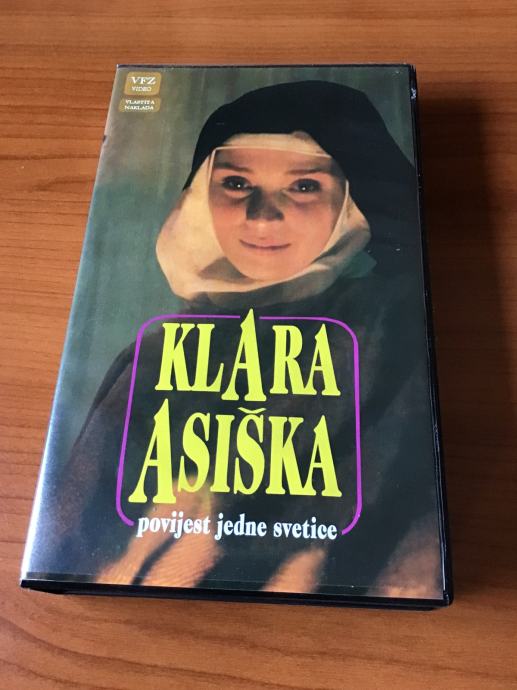 VFZ
VIDEO
VLASTITA
NAKLADA
KLARA
ASIŠKA
povijest jedne svetice